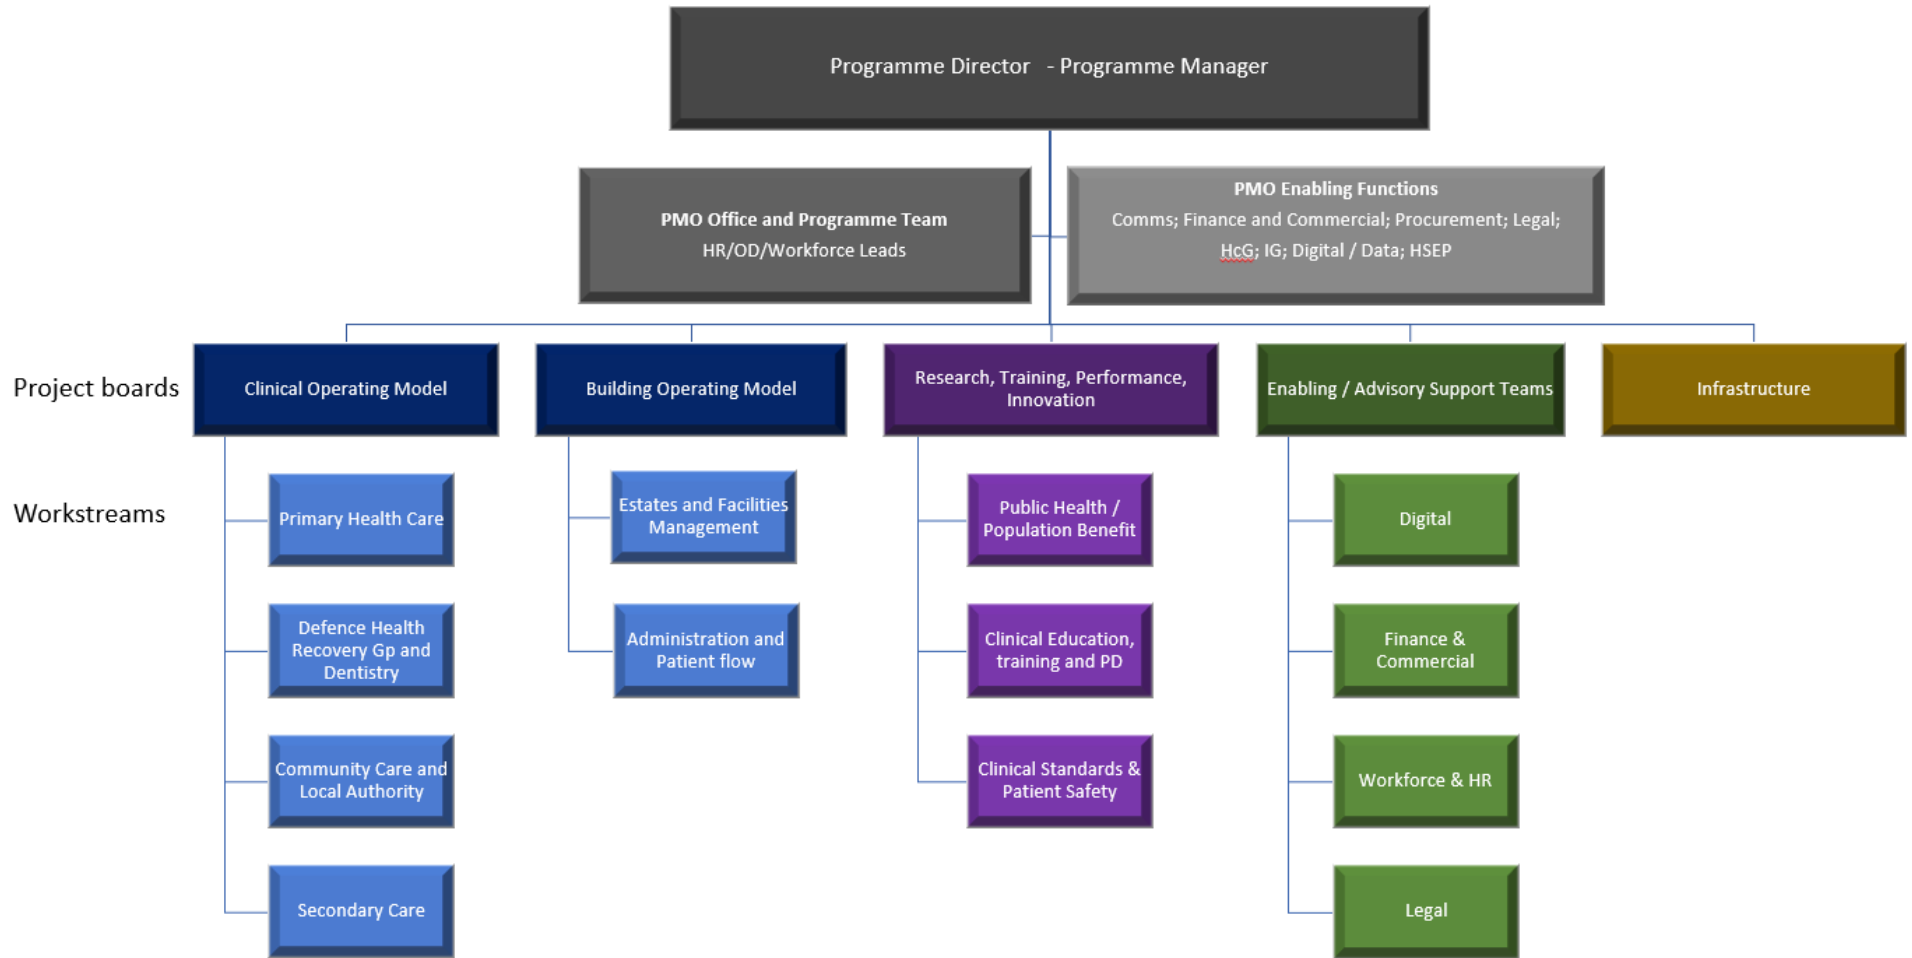 Programme Director - Programme Manager
PMO Office and Programme Team
HR/OD/Workforce Leads
PMO Enabling Functions
Comms; Finance and Commercial; Procurement; Legal;
HcG; IG; Digital / Data; HSEP
Project boards
Clinical Operating Model
Building Operating Model
Research, Training, Performance,
Innovation
Enabling / Advisory Support Teams
Infrastructure
Workstreams
Primary Health Care
Defence Health
Recovery Gp and
Dentistry
Community Care and
Local Authority
Secondary Care
Estates and Facilities
Management
Administration and
Patient flow
Public Health /
Population Benefit
Clinical Education,
training and PD
Clinical Standards &
Patient Safety
Digital
Finance &
Commercial
Workforce & HR
Legal